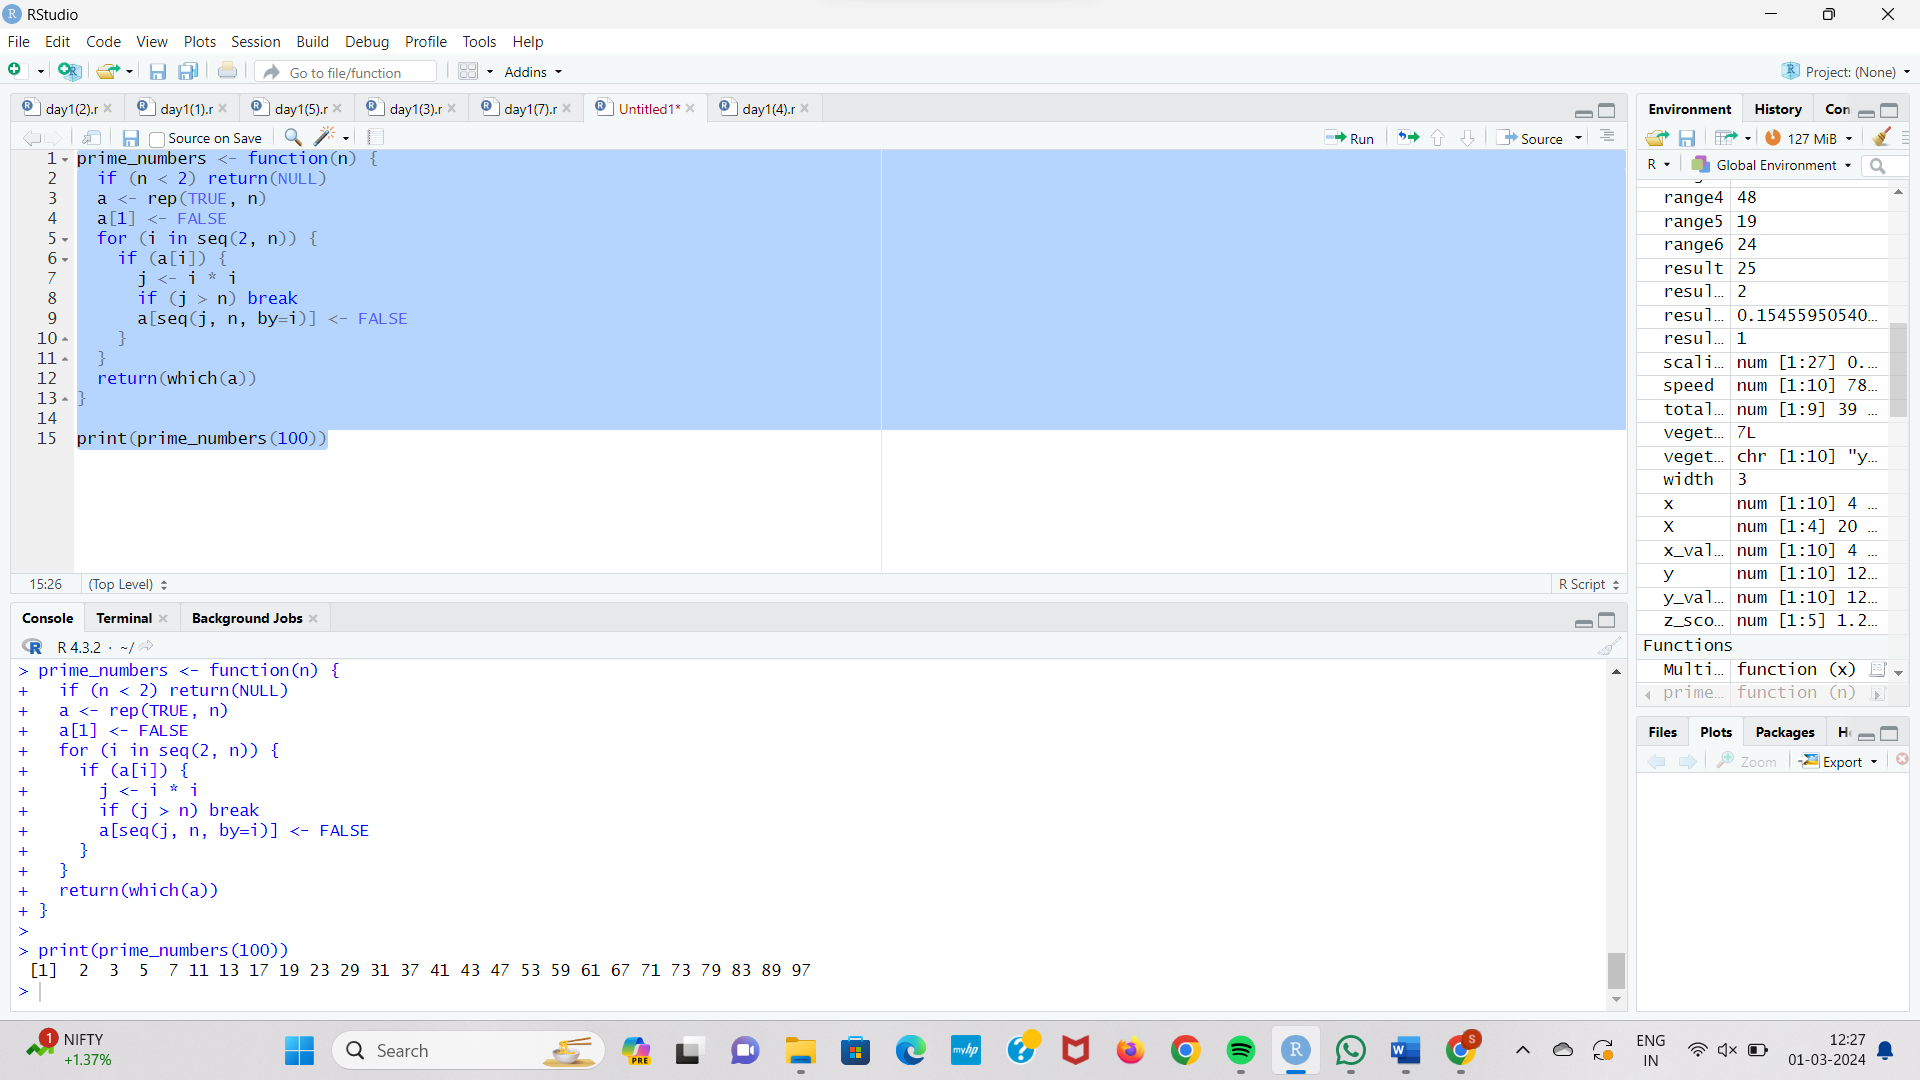 RStudio
File Edit Code View Plots Session Build Debug Profile Tools Help
Go to file/function Addins Project: (None)
day1(2).r day1(1).r day1(5).r day1(3).r day1(7).r Untitled1* day1(4).r
Source on Save Run Source
1 prime_numbers <- function(n) {
2 if (n < 2) return(NULL)
3 a <- rep(TRUE, n)
4 a[1] <- FALSE
5 for (i in seq(2, n)) {
6 if (a[i]) {
7 j <- i * i
8 if (j > n) break
9 a[seq(j, n, by=i)] <- FALSE
10 }
11 }
12 return(which(a))
13 }
14
15 print(prime_numbers(100))
15:26 (Top Level) R Script
Console Terminal Background Jobs
R 4.3.2 · ~/
> prime_numbers <- function(n) {
+ if (n < 2) return(NULL)
+ a <- rep(TRUE, n)
+ a[1] <- FALSE
+ for (i in seq(2, n)) {
+ if (a[i]) {
+ j <- i * i
+ if (j > n) break
+ a[seq(j, n, by=i)] <- FALSE
+ }
+ }
+ return(which(a))
+ }
>
> print(prime_numbers(100))
[1] 2 3 5 7 11 13 17 19 23 29 31 37 41 43 47 53 59 61 67 71 73 79 83 89 97
>
Environment History Con
127 MiB
R Global Environment
range4 48
range5 19
range6 24
result 25
resul… 2
resul… 0.15455950540…
resul… 1
scali… num [1:27] 0.…
speed num [1:10] 78…
total… num [1:9] 39 …
veget… 7L
veget… chr [1:10] "y…
width 3
x num [1:10] 4 …
X num [1:4] 20 …
x_val… num [1:10] 4 …
y num [1:10] 12…
y_val… num [1:10] 12…
z_sco… num [1:5] 1.2…
Functions
Multi… function (x)
prime… function (n)
Files Plots Packages H
Zoom Export
1 NIFTY
+1.37%
Search
PRE
myhp
R
W
S
ENG
IN
12:27
01-03-2024